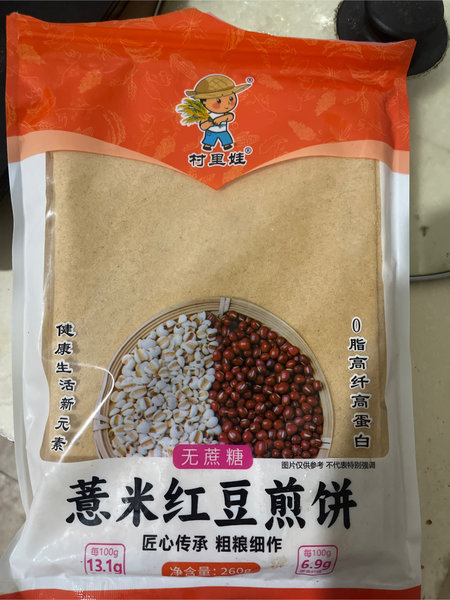 村里娃®
健康生活新元素
0脂高纤高蛋白
无蔗糖
图片仅供参考 不代表特别强调
薏米红豆煎饼
匠心传承 粗粮细作
每100g
13.1g
净含量：260g
每100g
6.9g